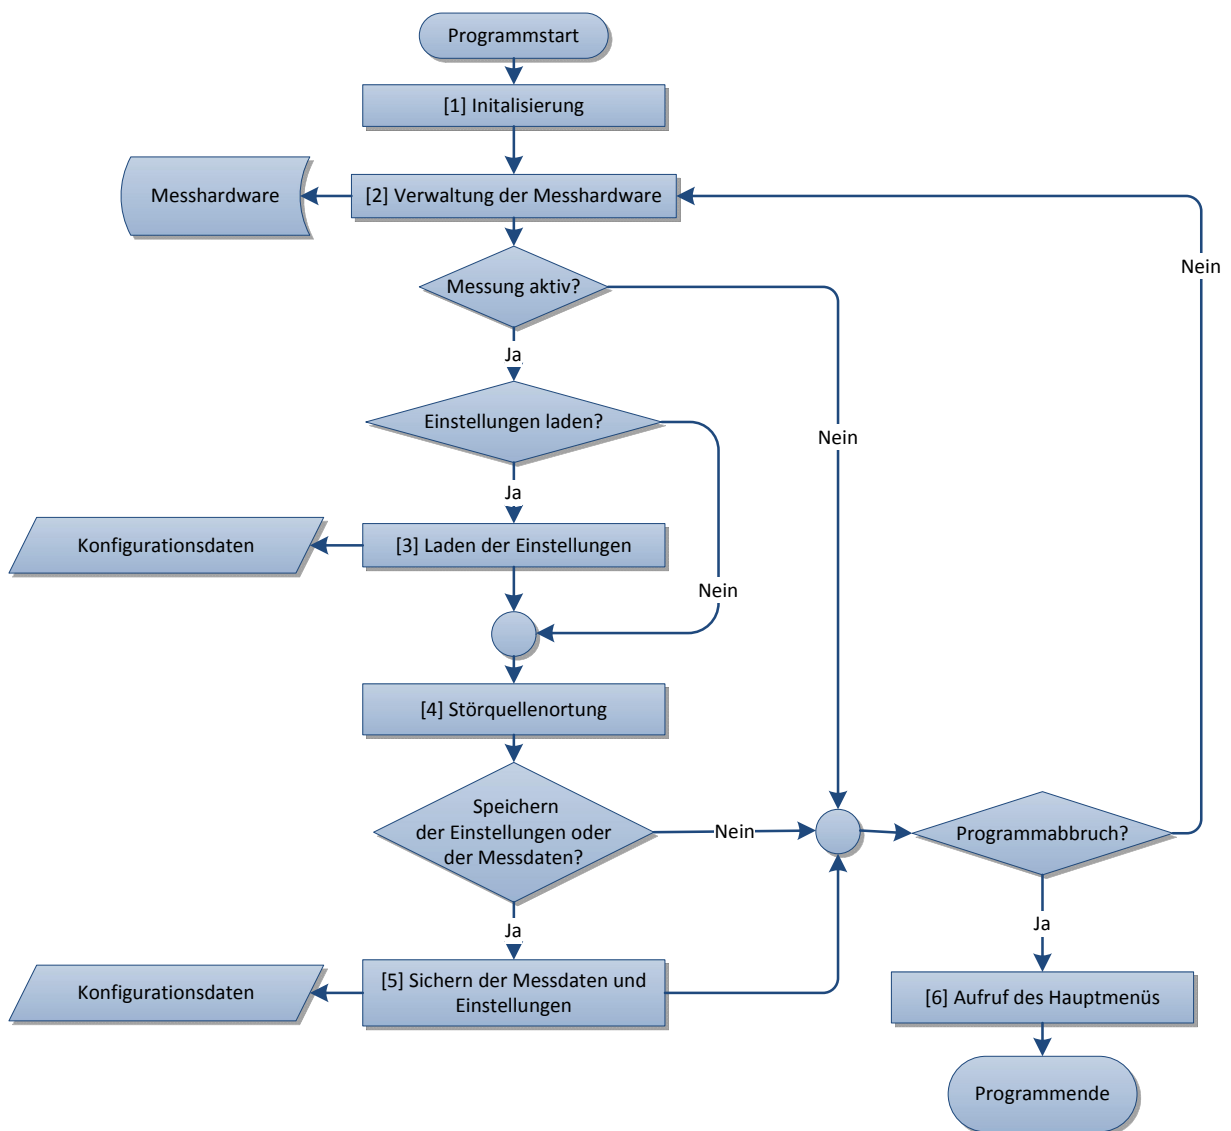 Programmstart
[1] Initalisierung
Messhardware
[2] Verwaltung der Messhardware
Nein
Messung aktiv?
Ja
Einstellungen laden?
Nein
Ja
Konfigurationsdaten
[3] Laden der Einstellungen
Nein
[4] Störquellenortung
Speichern
der Einstellungen oder
der Messdaten?
Nein
Programmabbruch?
Ja
Ja
Konfigurationsdaten
[5] Sichern der Messdaten und
Einstellungen
[6] Aufruf des Hauptmenüs
Programmende